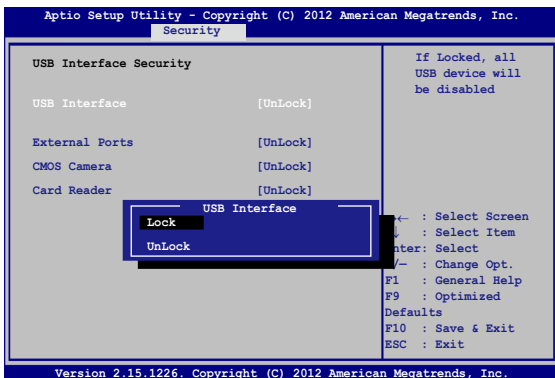 Aptio Setup Utility - Copyright (C) 2012 American Megatrends, Inc.
Security
USB Interface Security
USB Interface [UnLock]
External Ports [UnLock]
CMOS Camera [UnLock]
Card Reader [UnLock]
USB Interface
Lock
UnLock
If Locked, all
USB device will
be disabled
← : Select Screen
↓ : Select Item
nter: Select
/— : Change Opt.
F1 : General Help
F9 : Optimized
Defaults
F10 : Save & Exit
ESC : Exit
Version 2.15.1226. Copyright (C) 2012 American Megatrends, Inc.